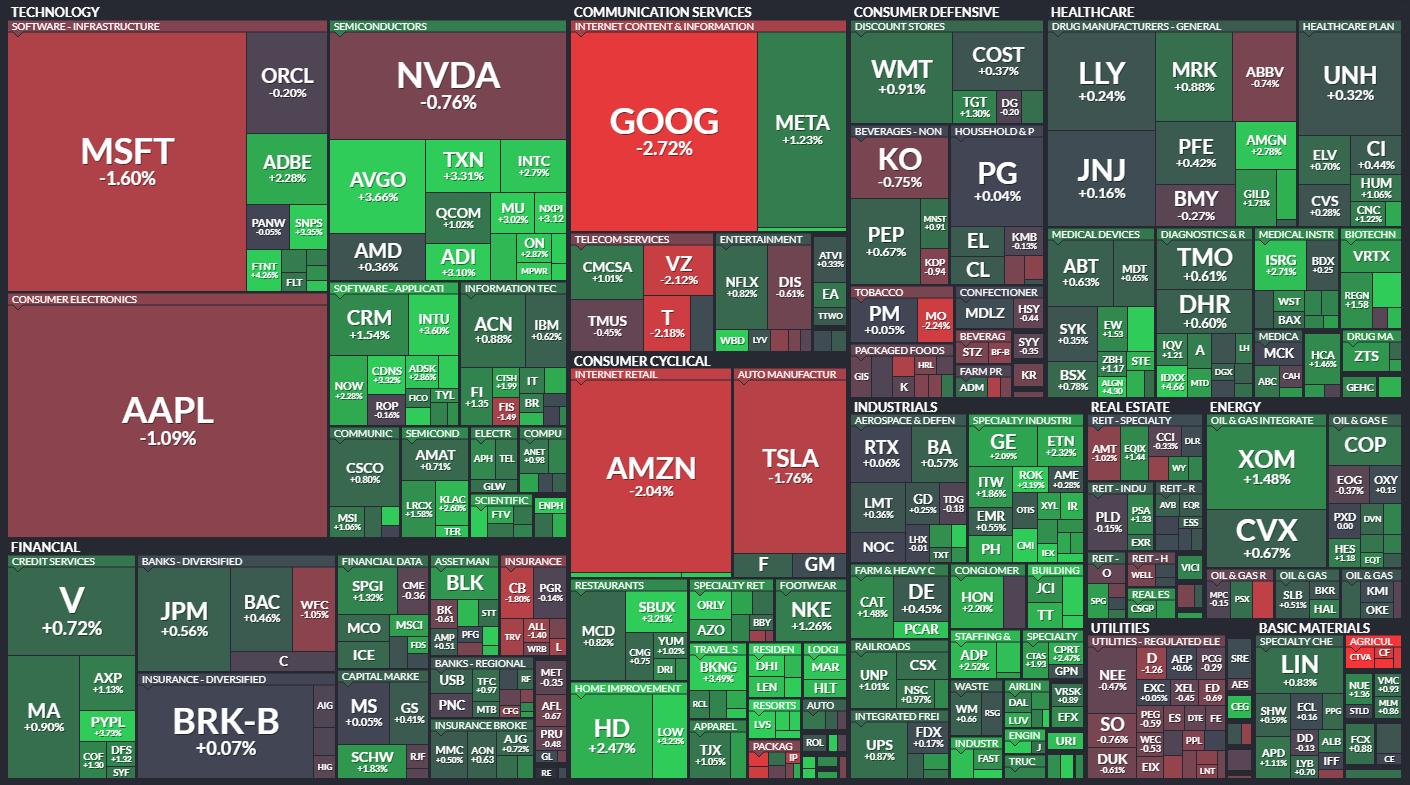 TECHNOLOGY
SOFTWARE - INFRASTRUCTURE
MSFT
-1.60%
ORCL
-0.20%
ADBE
+2.28%
PANW
-0.05%
SNPS
+3.35%
FTNT
+4.26%
FLT
SEMICONDUCTORS
NVDA
-0.76%
AVGO
+3.66%
TXN
+3.31%
INTC
+2.79%
QCOM
+1.02%
MU
+3.02%
NXPI
+3.12
AMD
+0.36%
ADI
+3.10%
ON
+2.87%
MPWR
CONSUMER ELECTRONICS
AAPL
-1.09%
SOFTWARE - APPLICATI
CRM
+1.54%
INTU
+3.60%
NOW
+2.28%
CDNS
+3.32%
ADSK
+2.86%
ROP
-0.16%
FICO
TYL
INFORMATION TEC
ACN
+0.88%
IBM
+0.62%
FI
+1.35
CTSH
+1.99
IT
FIS
-1.49
BR
COMMUNIC
CSCO
+0.80%
MSI
+1.06%
SEMICOND
AMAT
+0.71%
LRCX
+1.58%
KLAC
+2.60%
TER
ELECTR
APH
TEL
GLW
COMPU
ANET
+0.98
SCIENTIFIC
FTV
ENPH
COMMUNICATION SERVICES
INTERNET CONTENT & INFORMATION
GOOG
-2.72%
META
+1.23%
TELECOM SERVICES
CMCSA
+1.01%
VZ
-2.12%
TMUS
-0.45%
T
-2.18%
ENTERTAINMENT
NFLX
+0.82%
DIS
-0.61%
WBD
LYV
ATVI
+0.33%
EA
TTWO
CONSUMER CYCLICAL
INTERNET RETAIL
AMZN
-2.04%
AUTO MANUFACTUR
TSLA
-1.76%
F
GM
RESTAURANTS
MCD
+0.82%
SBUX
+3.21%
CMG
+0.75
YUM
+1.02%
DRI
SPECIALTY RET
ORLY
AZO
BBY
FOOTWEAR
NKE
+1.26%
HOME IMPROVEMENT
HD
+2.47%
LOW
+3.23%
TRAVEL S
BKNG
+3.49%
RCL
RESIDEN
DHI
LEN
LODGI
MAR
HLT
APPAREL
TJX
+1.05%
RESORTS
LVS
AUTO
ROL
PACKAG
IP
CONSUMER DEFENSIVE
DISCOUNT STORES
WMT
+0.91%
COST
+0.37%
TGT
+1.30%
DG
-0.20
BEVERAGES - NON
KO
-0.75%
PEP
+0.67%
MNST
+0.91
KDP
-0.94
HOUSEHOLD & P
PG
+0.04%
EL
KMB
-0.13%
CL
TOBACCO
PM
+0.05%
MO
-2.24%
CONFECTIONER
MDLZ
HSY
-0.44
PACKAGED FOODS
GIS
HRL
K
BEVERAG
STZ
BF-B
SYY
-0.35
FARM PR
ADM
KR
HEALTHCARE
DRUG MANUFACTURERS - GENERAL
LLY
+0.24%
MRK
+0.88%
ABBV
-0.74%
JNJ
+0.16%
PFE
+0.42%
AMGN
+2.78%
BMY
-0.27%
GILD
+1.71%
HEALTHCARE PLAN
UNH
+0.32%
ELV
+0.70%
CI
+0.44%
CVS
+0.28%
HUM
+1.06%
CNC
+1.22%
MEDICAL DEVICES
ABT
+0.63%
MDT
+0.65%
SYK
+0.35%
EW
+1.53
BSX
+0.78%
ZBH
+1.17
STE
ALGN
+4.30
DIAGNOSTICS & R
TMO
+0.61%
DHR
+0.60%
IQV
+1.21
A
LH
IDXX
+4.66
MTD
DGX
MEDICAL INSTR
ISRG
+2.71%
BDX
+0.25
WST
BAX
BIOTECHN
VRTX
REGN
+1.58
MEDICA
MCK
ABC
CAH
HCA
+1.46%
DRUG MA
ZTS
GEHC
INDUSTRIALS
AEROSPACE & DEFEN
RTX
+0.06%
BA
+0.57%
LMT
+0.36%
GD
+0.25%
TDG
-0.18
NOC
LHX
-0.01
TXT
SPECIALTY INDUSTRI
GE
+2.09%
ETN
+2.32%
ITW
+1.86%
ROK
+3.19%
AME
+0.28%
EMR
+0.55%
OTIS
XYL
IR
PH
CMI
IEX
FARM & HEAVY C
CAT
+1.48%
DE
+0.45%
PCAR
CONGLOMER
HON
+2.20%
BUILDING
JCI
TT
RAILROADS
UNP
+1.01%
CSX
NSC
+0.97%
STAFFING &
ADP
+2.52%
SPECIALTY
CTAS
+1.93
CPRT
+2.47%
GPN
INTEGRATED FREI
UPS
+0.87%
FDX
+0.17%
WASTE
WM
+0.66
RSG
AIRLIN
DAL
LUV
VRSK
+0.89
EFX
INDUSTR
FAST
ENGIN
J
TRUC
URI
REAL ESTATE
REIT - SPECIALTY
AMT
-1.02%
EQIX
+1.44
CCI
-0.33%
DLR
WY
REIT - INDU
PLD
-0.15%
PSA
+1.33
EXR
REIT - R
AVB
EQR
ESS
REIT -
O
SPG
REIT - H
WELL
VICI
REAL ES
CSGP
ENERGY
OIL & GAS INTEGRATE
XOM
+1.48%
CVX
+0.67%
OIL & GAS E
COP
EOG
-0.37%
OXY
+0.15
PXD
0.00
DVN
HES
+1.18
EQT
OIL & GAS R
MPC
-0.15
PSX
OIL & GAS
SLB
+0.51%
BKR
HAL
OIL & GAS
KMI
OKE
UTILITIES
UTILITIES - REGULATED ELE
NEE
-0.47%
D
-1.26
AEP
+0.06
PCG
-0.29
SO
-0.76%
EXC
+0.05%
XEL
-0.45
ED
-0.69
DUK
-0.61%
PEG
-0.59
ES
DTE
FE
WEC
-0.53
PPL
EIX
LNT
SRE
AES
CEG
BASIC MATERIALS
SPECIALTY CHE
LIN
+0.83%
SHW
+0.59%
ECL
+0.16
PPG
APD
+1.11%
DD
-0.13
ALB
LYB
+0.70
IFF
AGRICUL
CTVA
CF
NUE
+1.36
VMC
+0.93
STLD
MLM
+0.86
FCX
+0.88
CE
FINANCIAL
CREDIT SERVICES
V
+0.72%
MA
+0.90%
AXP
+1.13%
PYPL
+3.73%
COF
+1.30
DFS
+1.32
SYF
BANKS - DIVERSIFIED
JPM
+0.56%
BAC
+0.46%
WFC
-1.05%
C
INSURANCE - DIVERSIFIED
BRK-B
+0.07%
AIG
HIG
FINANCIAL DATA
SPGI
+1.32%
CME
-0.36
MCO
MSCI
ICE
FDS
CAPITAL MARKE
MS
+0.05%
GS
+0.41%
SCHW
+1.83%
RJF
ASSET MAN
BLK
BK
-0.61
STT
AMP
+0.51
PFG
INSURANCE
CB
-1.80%
PGR
-0.14%
TRV
ALL
-1.40
WRB
L
BANKS - REGIONAL
USB
TFC
+0.97
RF
PNC
MTB
CFG
MET
-0.35
AFL
-0.67
PRU
-0.48
GL
RE
INSURANCE BROKE
MMC
+0.50%
AON
+0.63
AJG
+0.72%